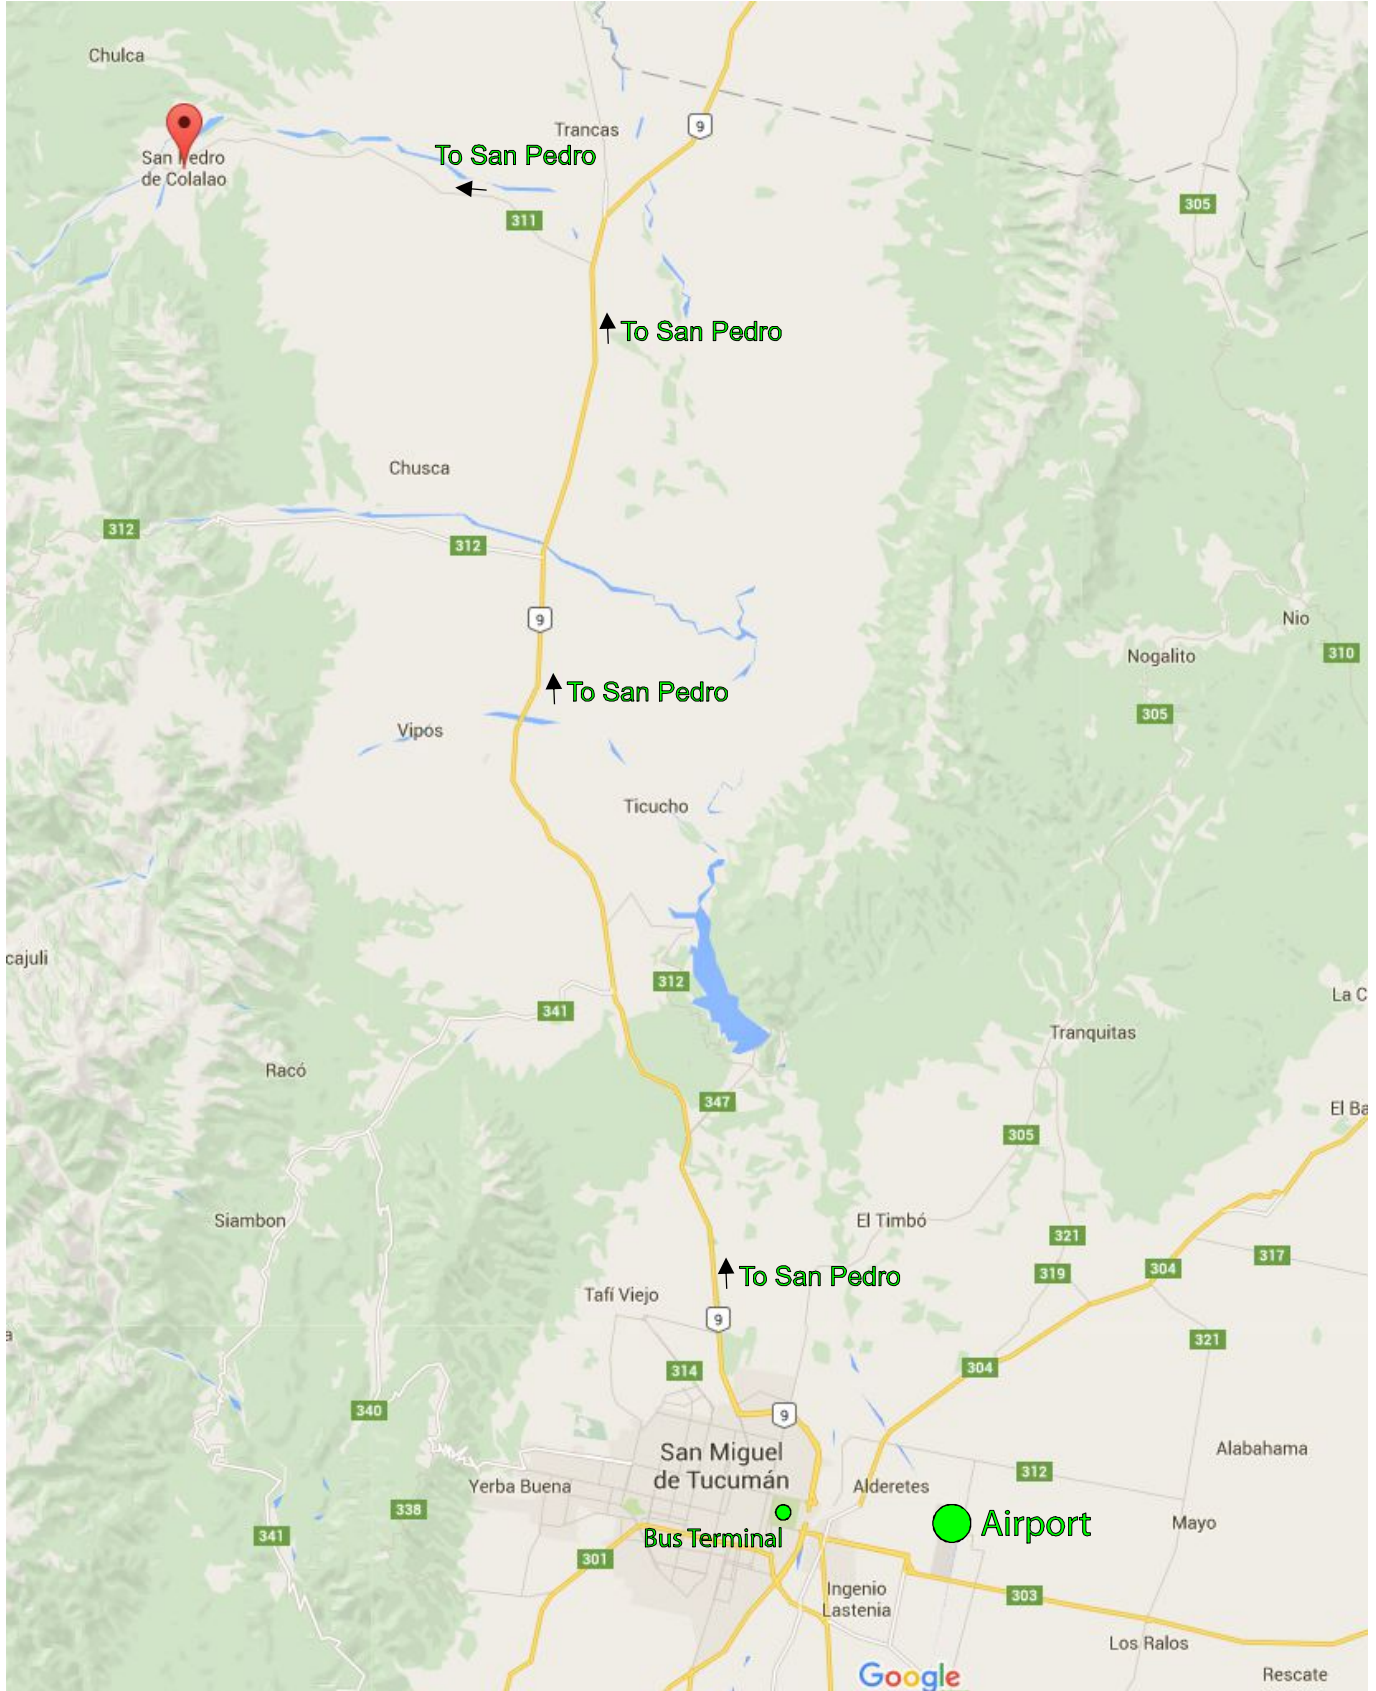 Chulca
Trancas
9
To San Pedro
San Pedro
de Colalao
305
311
To San Pedro
Chusca
312
312
9
Nio
310
Nogalito
To San Pedro
305
Vipos
Ticucho
cajuli
312
La C
341
Tranquitas
Racó
347
El Ba
305
Siambon
El Timbó
321
317
304
319
To San Pedro
Tafí Viejo
9
321
314
304
340
9
San Miguel
de Tucumán
Alabahama
312
Yerba Buena
Alderetes
338
Airport
Mayo
341
Bus Terminal
301
Ingenio
Lastenia
303
Los Ralos
Google
Rescate
a